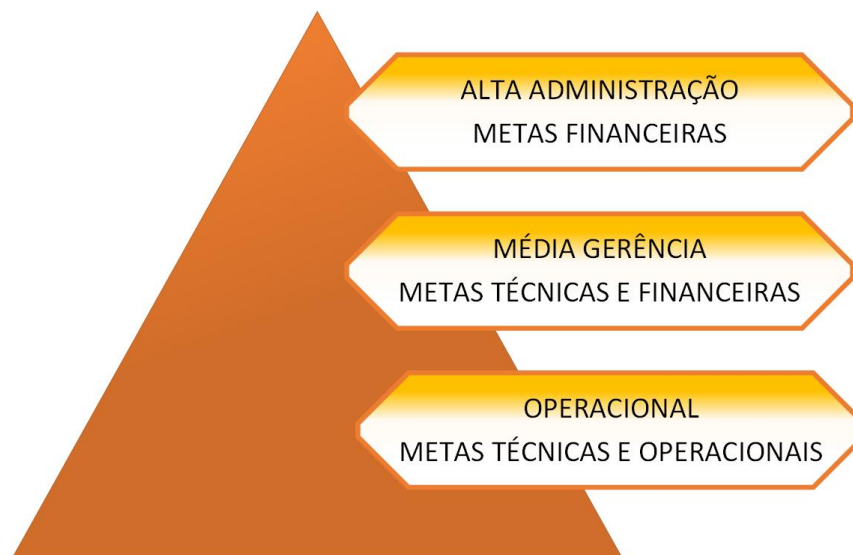 ALTA ADMINISTRAÇÃO
METAS FINANCEIRAS
MÉDIA GERÊNCIA
METAS TÉCNICAS E FINANCEIRAS
OPERACIONAL
METAS TÉCNICAS E OPERACIONAIS